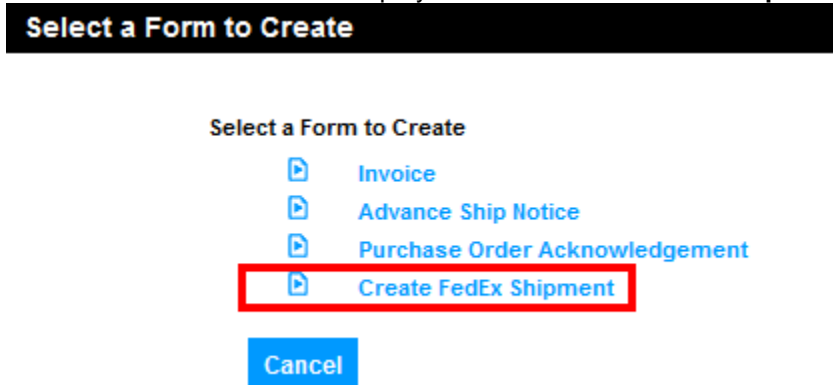 Select a Form to Create
Select a Form to Create
Invoice
Advance Ship Notice
Purchase Order Acknowledgement
Create FedEx Shipment
Cancel